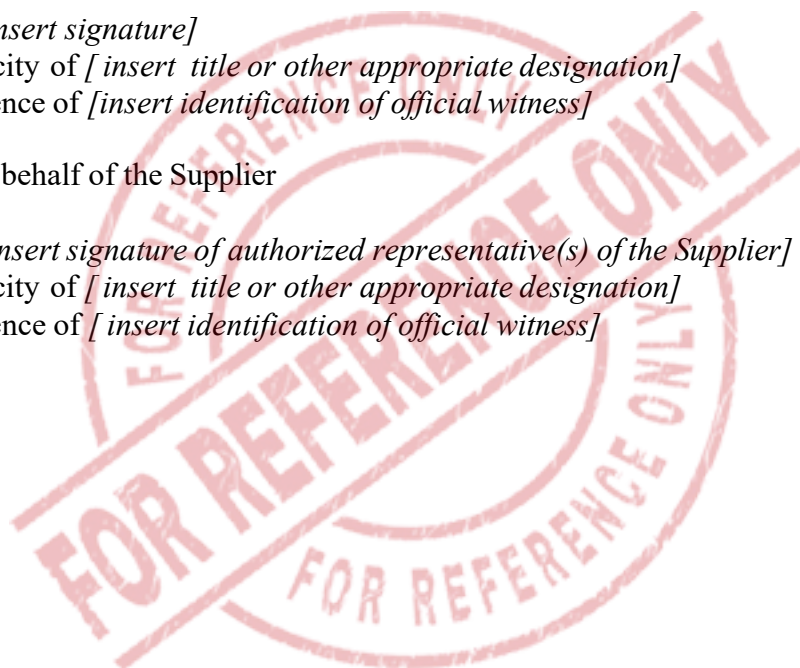 nsert signature]
city of [ insert title or other appropriate designation]
ence of [insert identification of official witness]
behalf of the Supplier
nsert signature of authorized representative(s) of the Supplier]
city of [ insert title or other appropriate designation]
ence of [ insert identification of official witness]
FOR REFERENCE ONLY
FOR REFERENCE ONLY
FOR REFERENCE ONLY